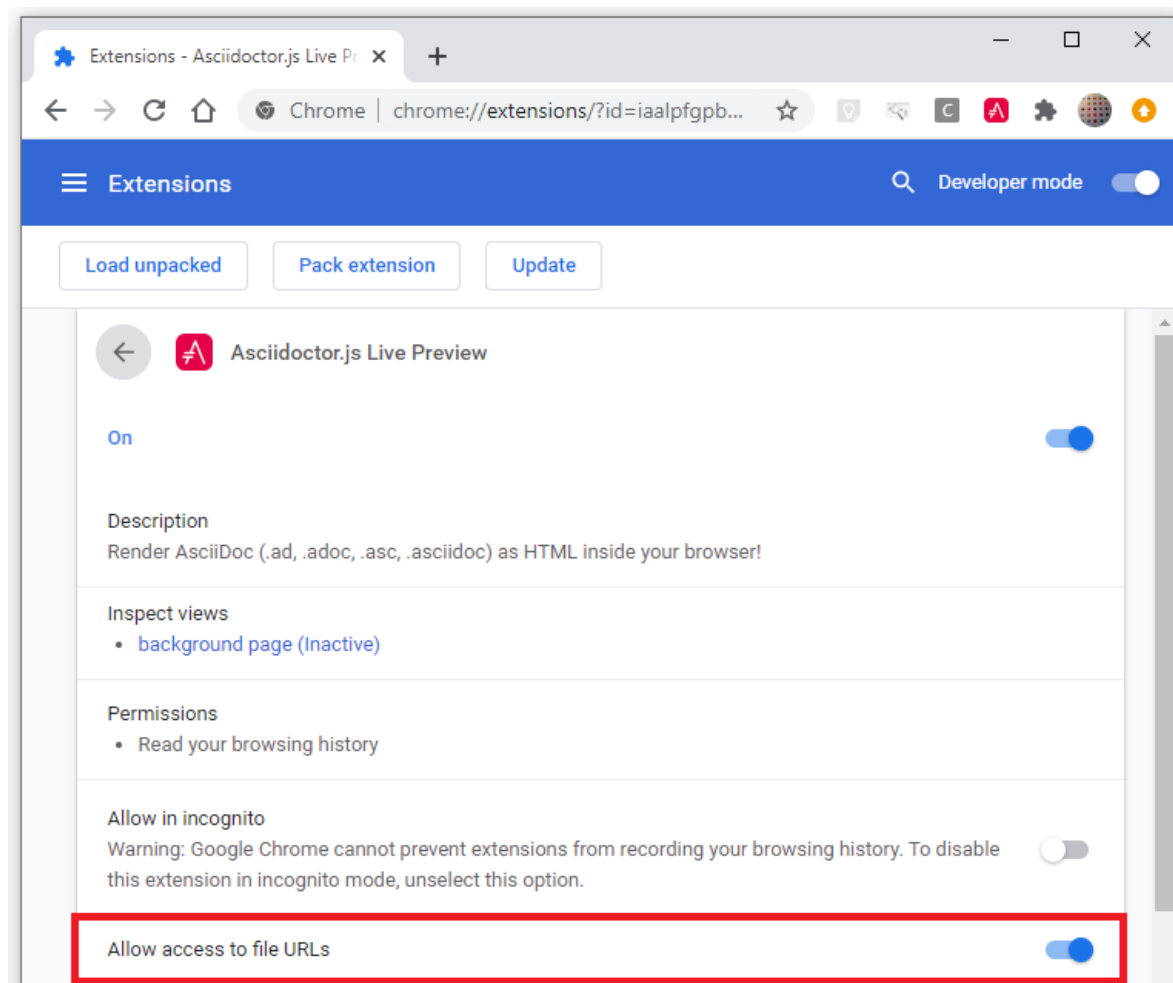 Extensions - Asciidoctor.js Live Pr
Chrome | chrome://extensions/?id=iaalpfgpb...
C
Extensions
Developer mode
Load unpacked
Pack extension
Update
Asciidoctor.js Live Preview
On
Description
Render AsciiDoc (.ad, .adoc, .asc, .asciidoc) as HTML inside your browser!
Inspect views
• background page (Inactive)
Permissions
• Read your browsing history
Allow in incognito
Warning: Google Chrome cannot prevent extensions from recording your browsing history. To disable
this extension in incognito mode, unselect this option.
Allow access to file URLs